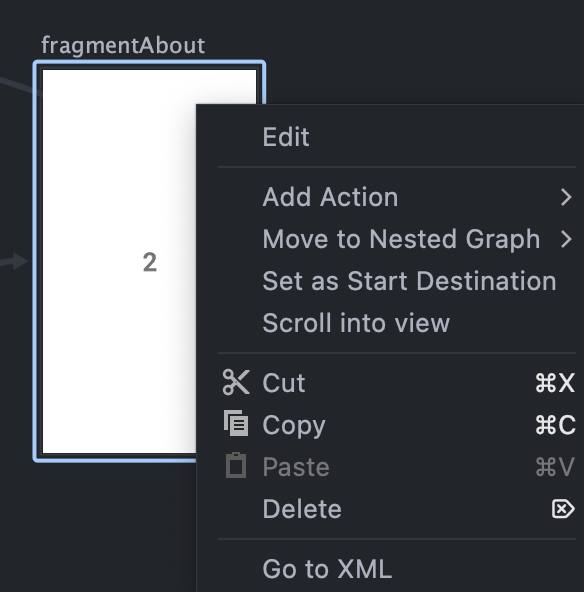 fragmentAbout
2
Edit
Add Action
Move to Nested Graph
Set as Start Destination
Scroll into view
Cut ⌘X
Copy ⌘C
Paste ⌘V
Delete ⌦
Go to XML